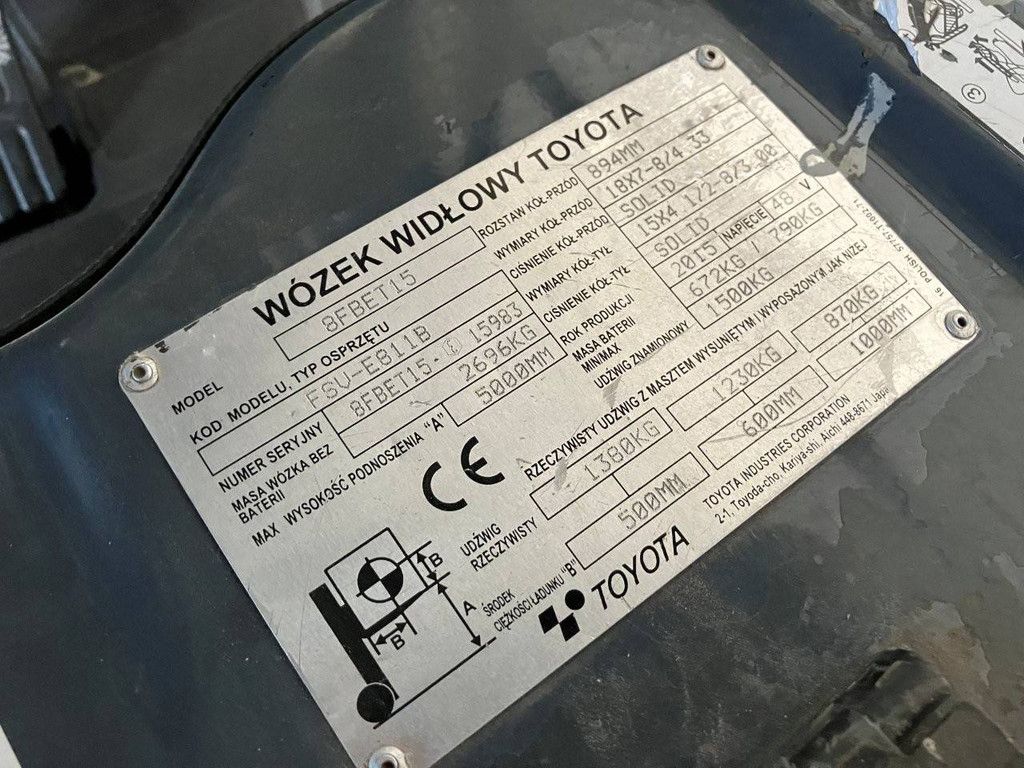 WÓZEK WIDŁOWY TOYOTA
MODEL 8FBET15
KOD MODELU, TYP OSPRZĘTU
FSV-E811B
NUMER SERYJNY 8FBET15-Ⓘ 15983
MASA WÓZKA BEZ BATERII 2696KG
MAX WYSOKOŚĆ PODNOSZENIA "A" 5000MM
ROZSTAW KÓŁ-PRZÓD 894MM
WYMIARY KÓŁ-PRZÓD 18X7-8/4.33
CIŚNIENIE KÓŁ-PRZÓD SOLID
WYMIARY KÓŁ-TYŁ 15X4 1/2-8/3.00
CIŚNIENIE KÓŁ-TYŁ SOLID
ROK PRODUKCJI 2015 NAPIĘCIE 48 V
MASA BATERII MIN/MAX 672KG / 790KG
UDŹWIG ZNAMIONOWY 1500KG
RZECZYWISTY UDŹWIG Z MASZTEM WYSUNIĘTYM I WYPOSAŻONYM JAK NIŻEJ
UDŹWIG RZECZYWISTY 1380KG 1230KG 870KG
ŚRODEK CIĘŻKOŚCI ŁADUNKU "B" 500MM 600MM 1000MM
CE
B
A
B
TOYOTA
TOYOTA INDUSTRIES CORPORATION
2-1, Toyoda-cho, Kariya-shi, Aichi 448-8671, Japan
3